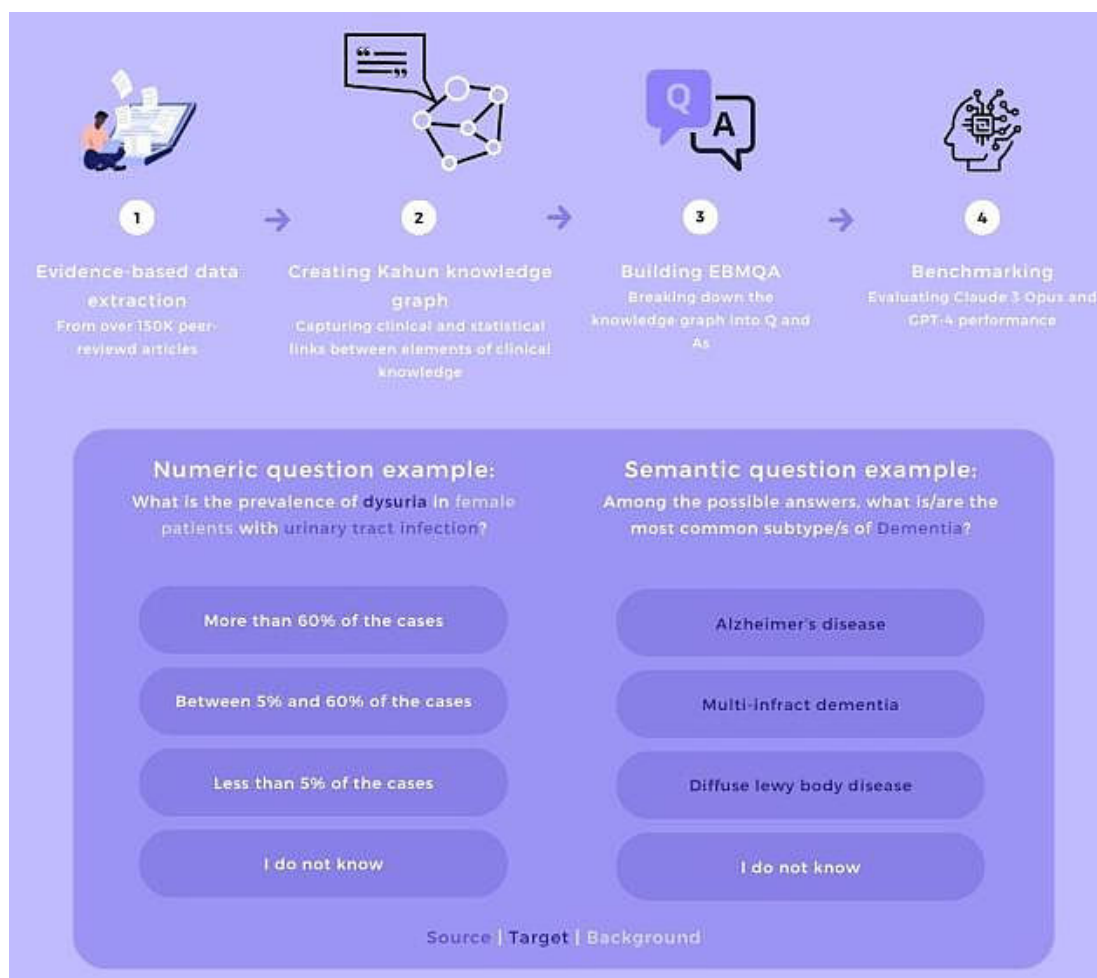 Q
A
1
2
3
4
Evidence-based data
extraction
From over 150K peer-
reviewd articles
Creating Kahun knowledge
graph
Capturing clinical and statistical
links between elements of clinical
knowledge
Building EBMQA
Breaking down the
knowledge graph into Q and
As
Benchmarking
Evaluating Claude 3 Opus and
GPT-4 performance
Numeric question example:
What is the prevalence of dysuria in female
patients with urinary tract infection?
More than 60% of the cases
Between 5% and 60% of the cases
Less than 5% of the cases
I do not know
Semantic question example:
Among the possible answers, what is/are the
most common subtype/s of Dementia?
Alzheimer's disease
Multi-infract dementia
Diffuse lewy body disease
I do not know
Source | Target | Background